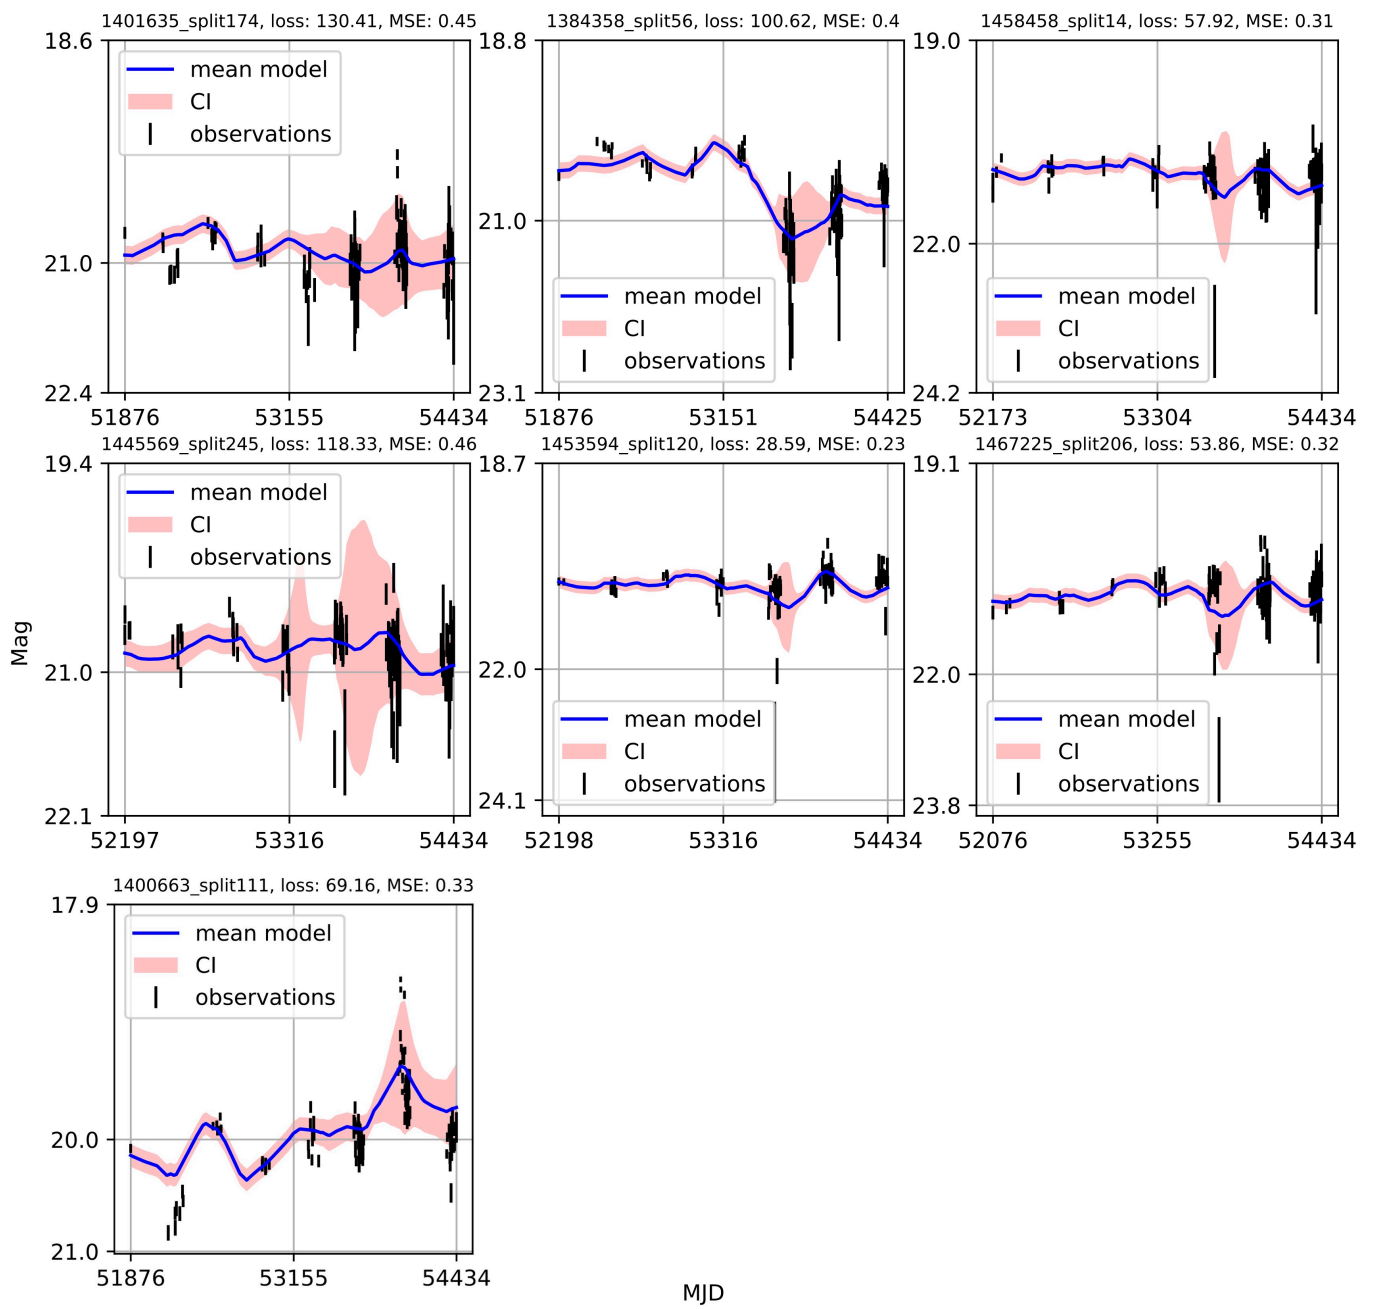 1401635_split174, loss: 130.41, MSE: 0.45
18.6
21.0
22.4
mean model
CI
observations
51876
53155
54434
1384358_split56, loss: 100.62, MSE: 0.4
18.8
21.0
23.1
mean model
CI
observations
51876
53151
54425
1458458_split14, loss: 57.92, MSE: 0.31
19.0
22.0
24.2
mean model
CI
observations
52173
53304
54434
Mag
1445569_split245, loss: 118.33, MSE: 0.46
19.4
21.0
22.1
mean model
CI
observations
52197
53316
54434
1453594_split120, loss: 28.59, MSE: 0.23
18.7
22.0
24.1
mean model
CI
observations
52198
53316
54434
1467225_split206, loss: 53.86, MSE: 0.32
19.1
22.0
23.8
mean model
CI
observations
52076
53255
54434
1400663_split111, loss: 69.16, MSE: 0.33
17.9
20.0
21.0
mean model
CI
observations
51876
53155
54434
MJD